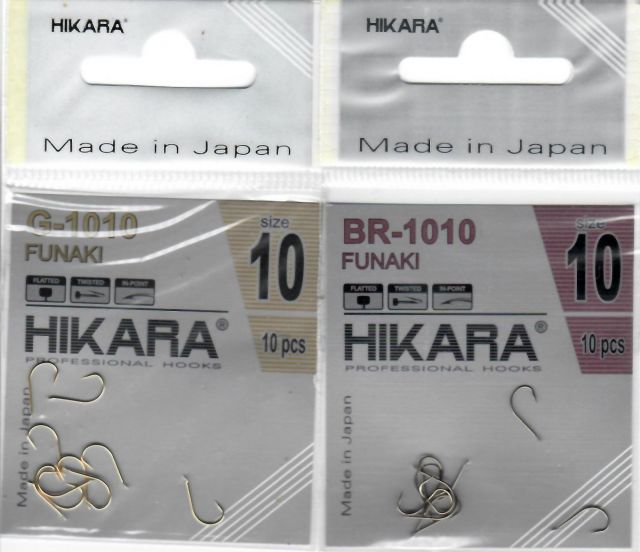 HIKARA®
Made in Japan
G-1010
FUNAKI
size
10
FLATTED
TWISTED
IN-POINT
HIKARA®
PROFESSIONAL HOOKS
10 pcs
Made in Japan
HIKARA®
Made in Japan
BR-1010
FUNAKI
size
10
FLATTED
TWISTED
IN-POINT
HIKARA®
PROFESSIONAL HOOKS
10 pcs
Made in Japan